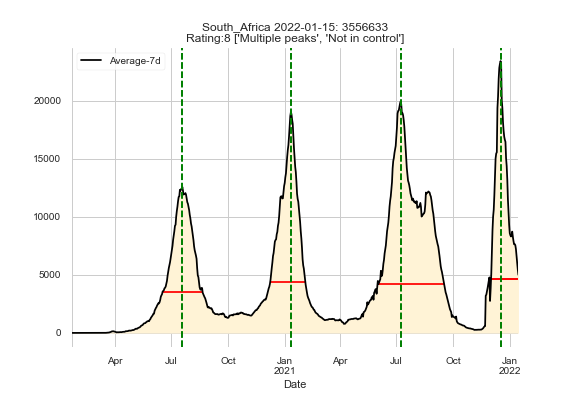 South_Africa 2022-01-15: 3556633
Rating:8 ['Multiple peaks', 'Not in control']
Average-7d
20000
15000
10000
5000
0
Apr Jul Oct Jan Apr Jul Oct Jan
2021 2022
Date